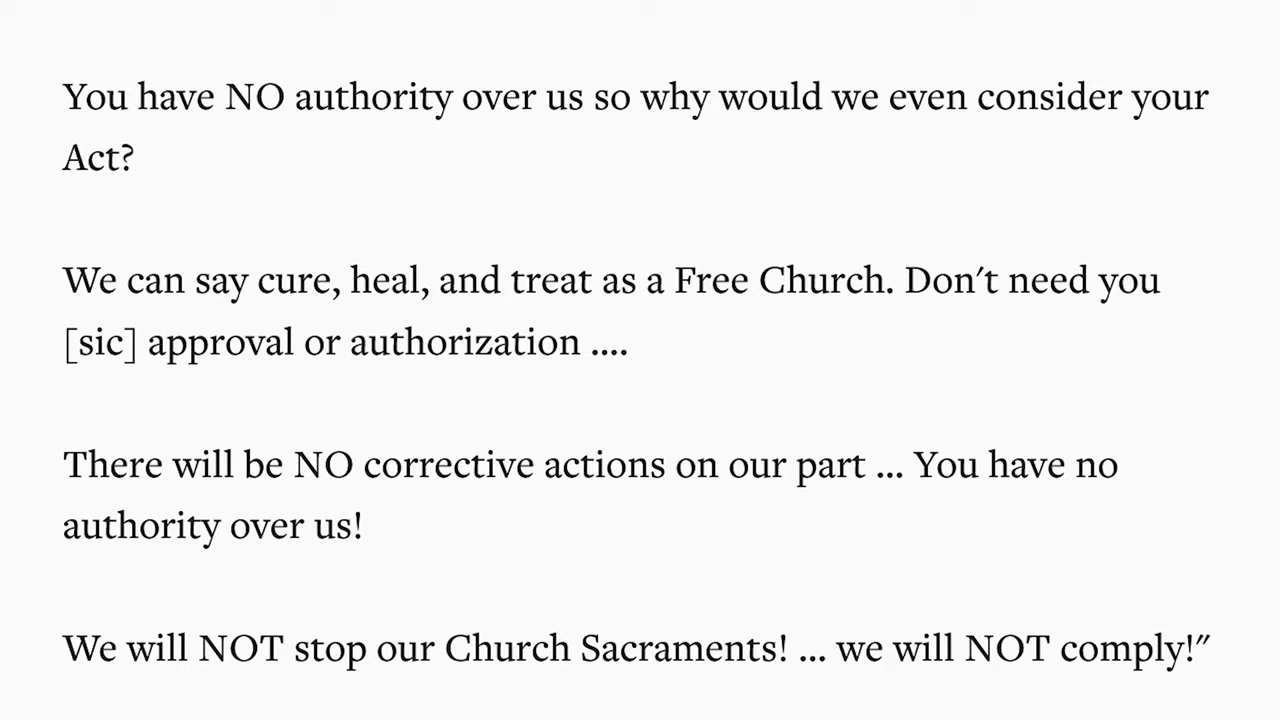 You have NO authority over us so why would we even consider your
Act?
We can say cure, heal, and treat as a Free Church. Don't need you
[sic] approval or authorization ....
There will be NO corrective actions on our part ... You have no
authority over us!
We will NOT stop our Church Sacraments! ... we will NOT comply!"